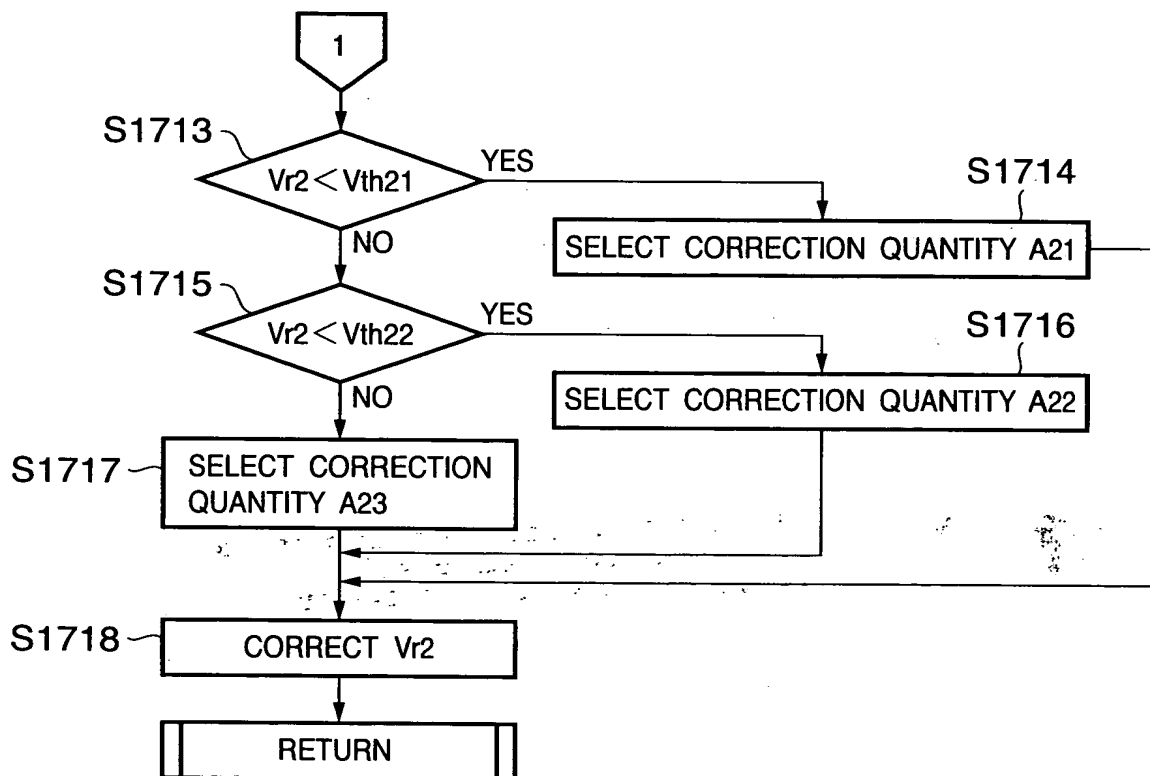 1
S1713
Vr2<Vth21
YES
S1714
SELECT CORRECTION QUANTITY A21
NO
S1715
Vr2<Vth22
YES
S1716
SELECT CORRECTION QUANTITY A22
NO
S1717
SELECT CORRECTION
QUANTITY A23
S1718
CORRECT Vr2
RETURN